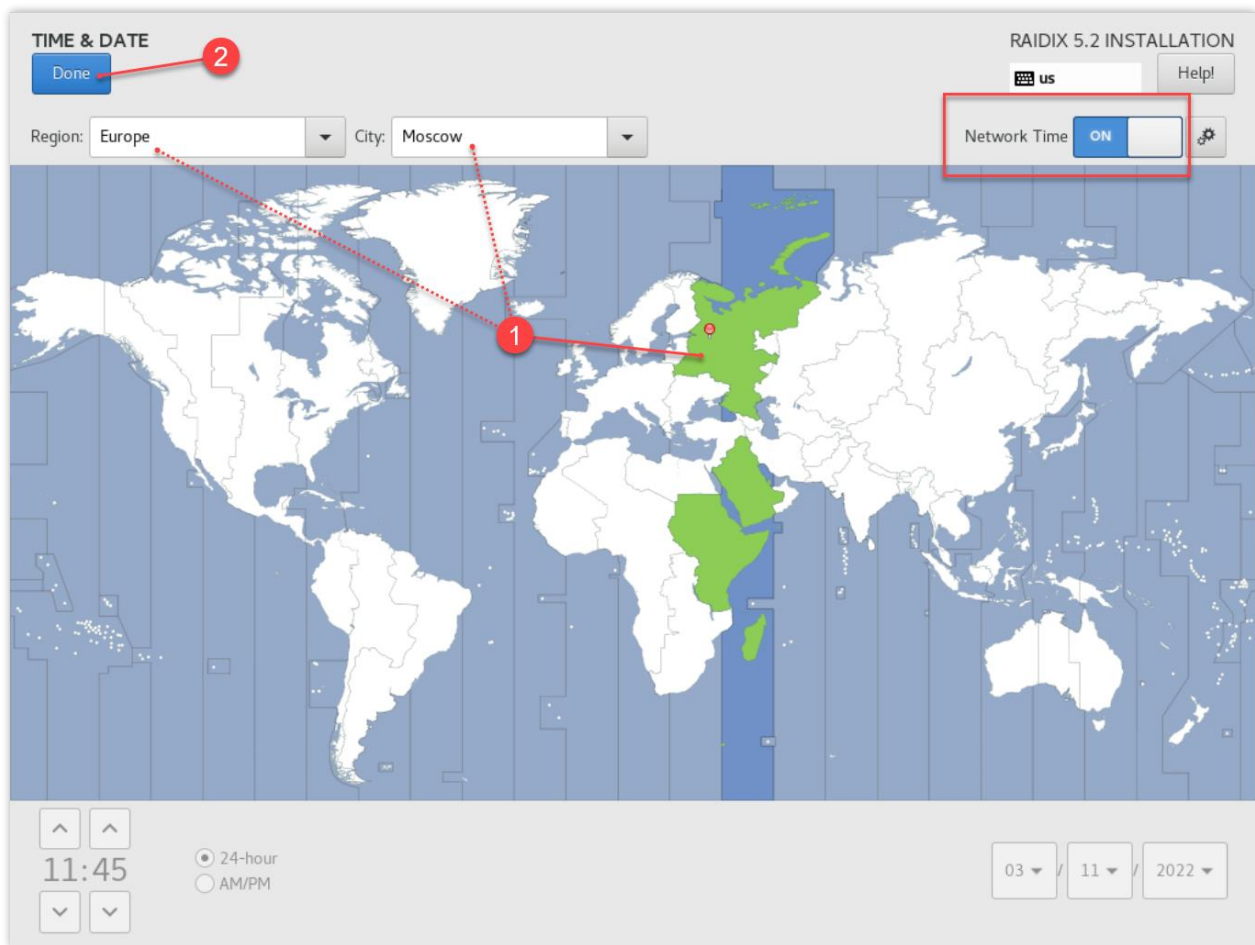 TIME & DATE
RAIDIX 5.2 INSTALLATION
Done
2
us
Help!
Region:
Europe
City:
Moscow
Network Time
ON
1
11:45
24-hour
AM/PM
03 / 11 / 2022